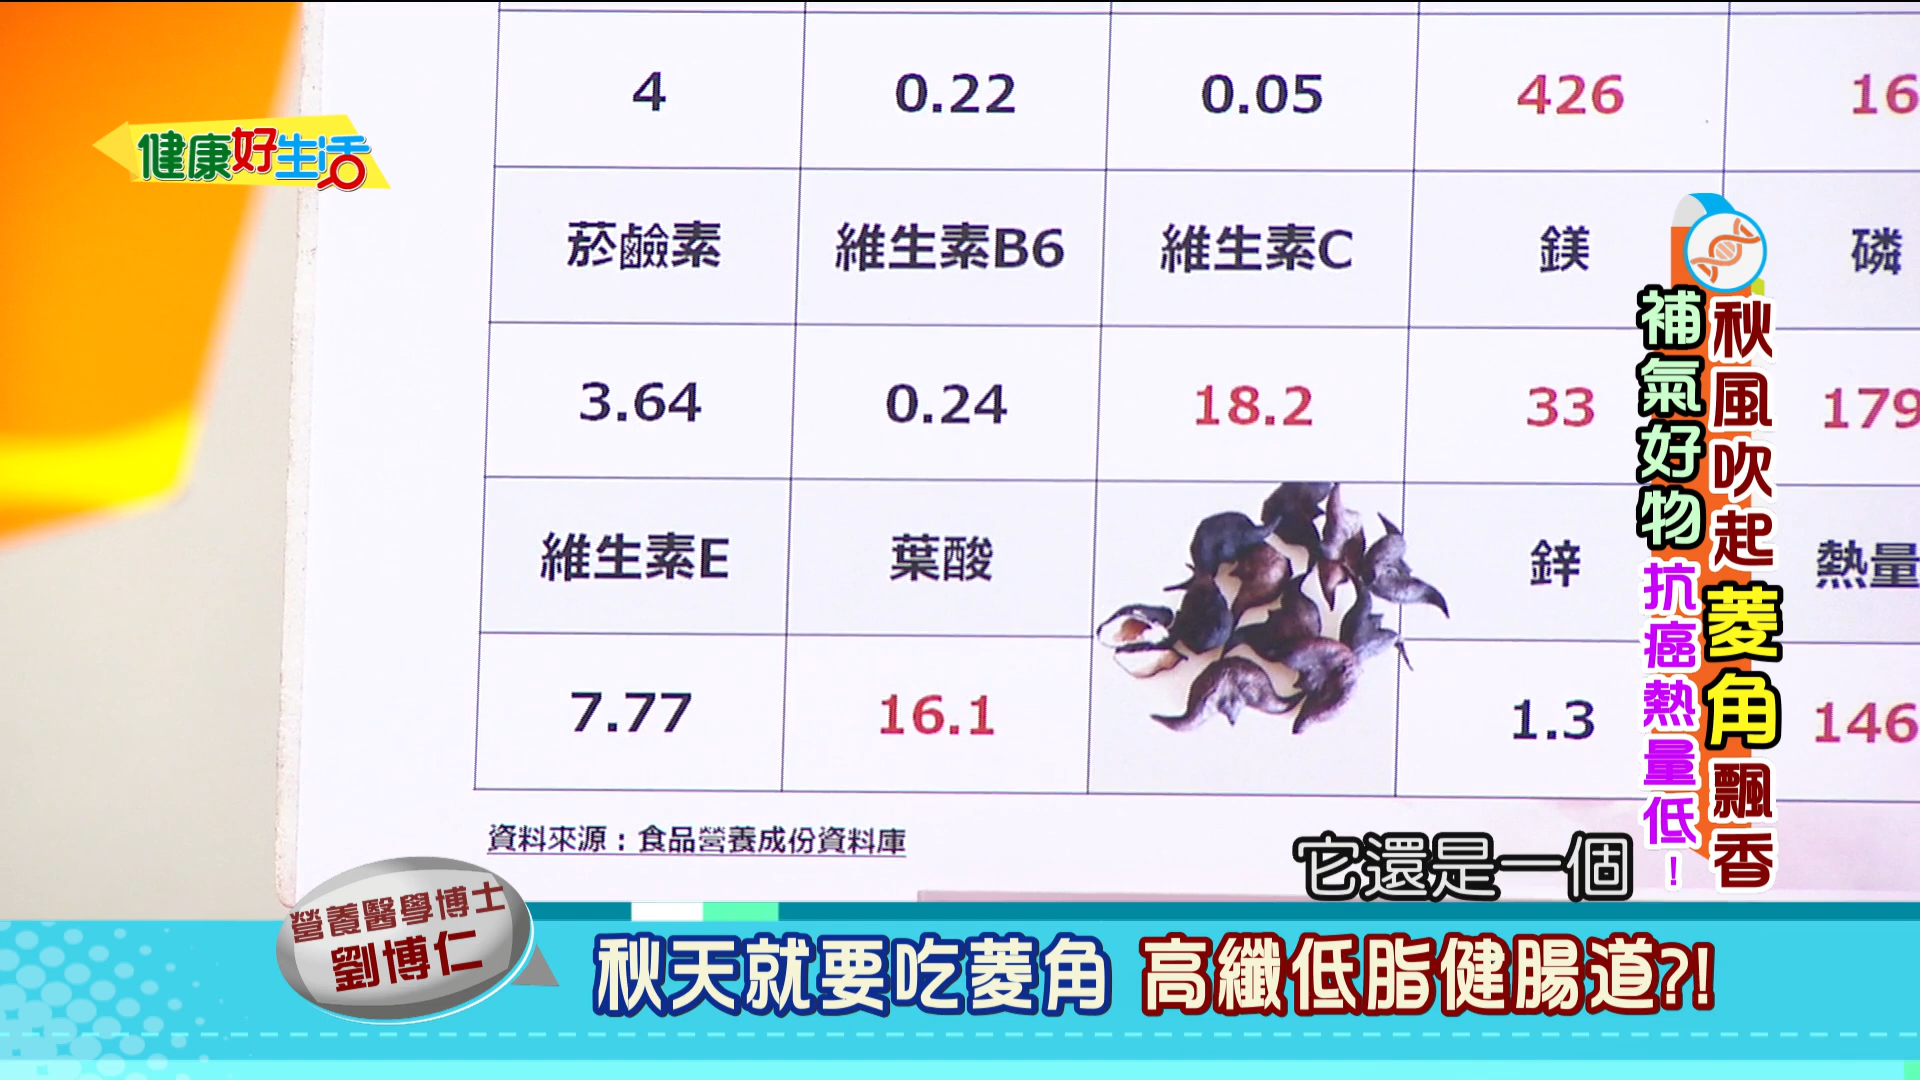 4 0.22 0.05 426 16
健康好生活
菸鹼素 維生素B6 維生素C 鎂 磷
3.64 0.24 18.2 33 179
維生素E 葉酸 鋅 熱量
7.77 16.1 1.3 146
資料來源：食品營養成份資料庫
秋風吹起菱角飄香
補氣好物抗癌熱量低!
它還是一個
營養醫學博士
劉博仁
秋天就要吃菱角 高纖低脂健腸道?!